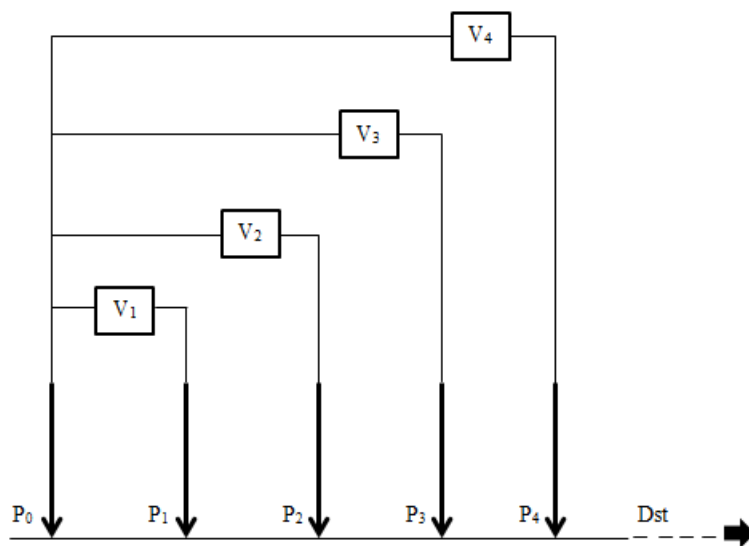 V₄
V₃
V₂
V₁
P₀ P₁ P₂ P₃ P₄ Dst